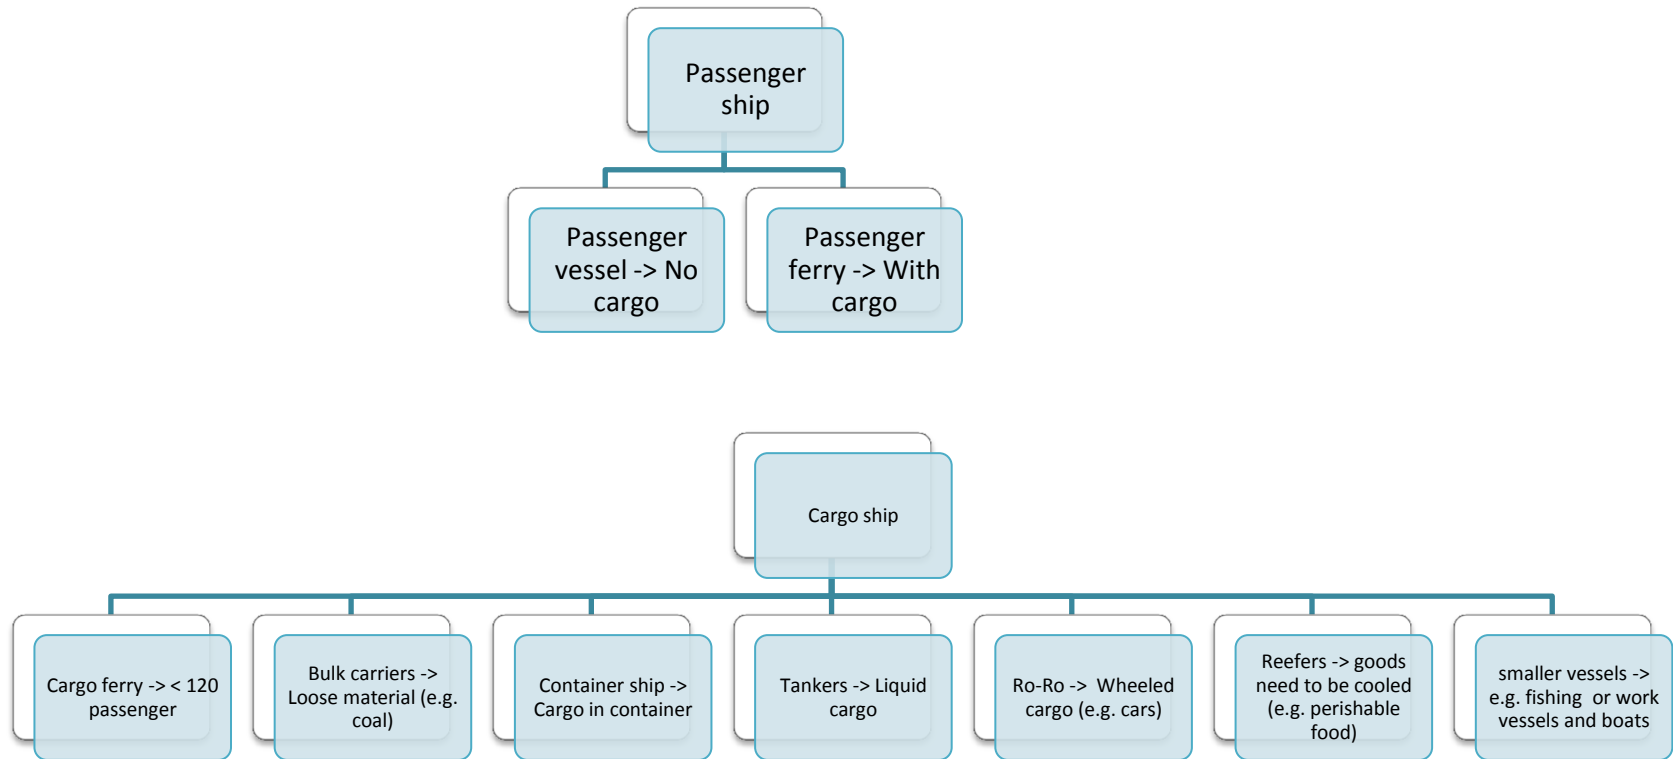 Passenger
ship
Passenger
vessel -> No
cargo
Passenger
ferry -> With
cargo
Cargo ship
Cargo ferry -> < 120
passenger
Bulk carriers ->
Loose material (e.g.
coal)
Container ship ->
Cargo in container
Tankers -> Liquid
cargo
Ro-Ro -> Wheeled
cargo (e.g. cars)
Reefers -> goods
need to be cooled
(e.g. perishable
food)
smaller vessels ->
e.g. fishing or work
vessels and boats